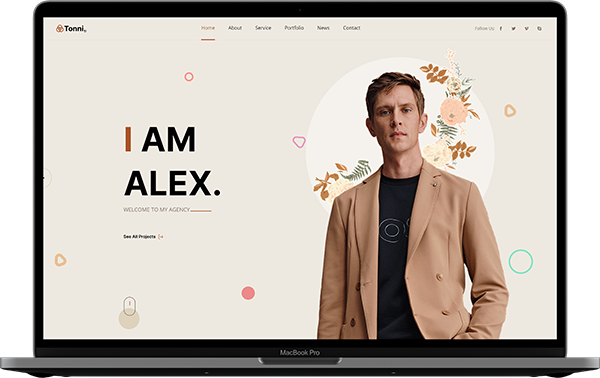 Tonni.
Home About Service Portfolio News Contact
Follow Us:
I AM
ALEX.
WELCOME TO MY AGENCY
See All Projects
MacBook Pro